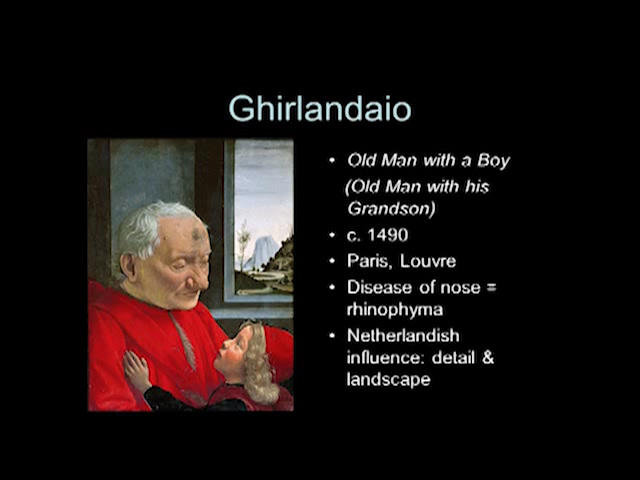 Ghirlandaio
• Old Man with a Boy
(Old Man with his
Grandson)
• c. 1490
• Paris, Louvre
• Disease of nose =
rhinophyma
• Netherlandish
influence: detail &
landscape